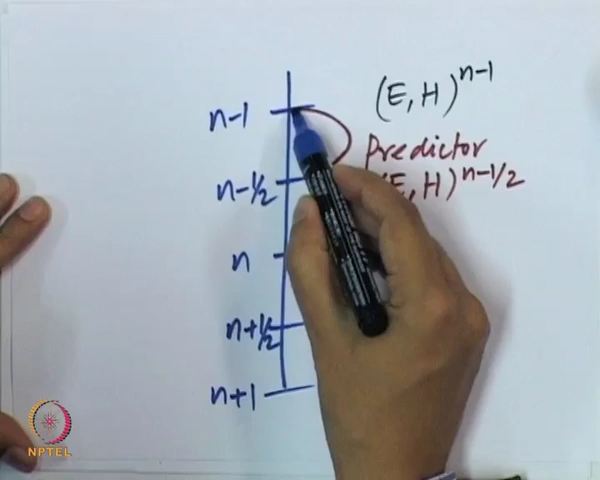 n-1 (E,H)^{n-1}
Predictor
n-1/2 (E,H)^{n-1/2}
n
n+1/2
n+1
NPTEL